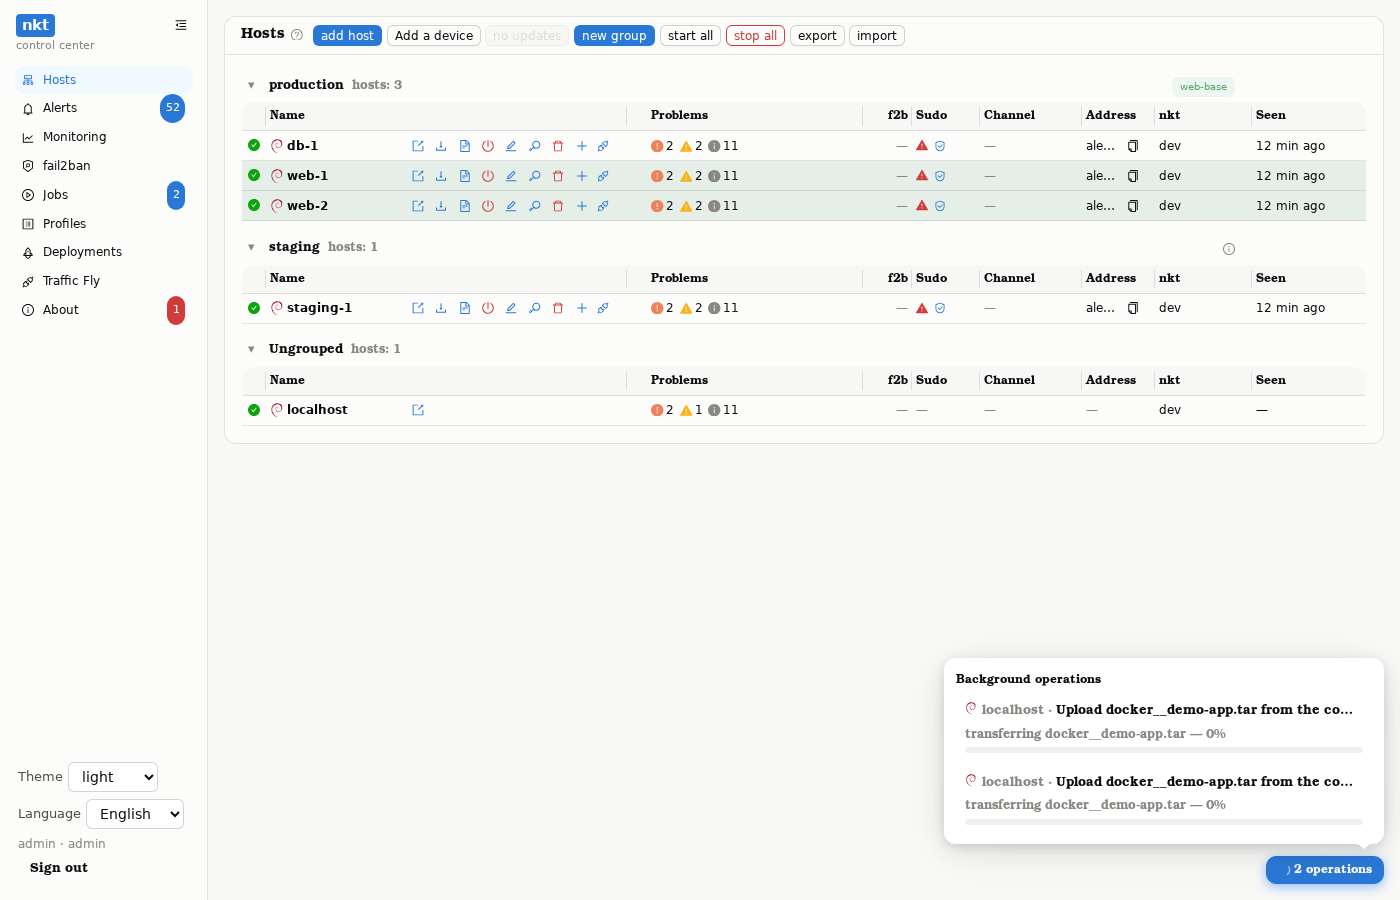 nkt
control center
Hosts
Alerts 52
Monitoring
fail2ban
Jobs 2
Profiles
Deployments
Traffic Fly
About 1
Theme light
Language English
admin · admin
Sign out
Hosts add host Add a device no updates new group start all stop all export import
production hosts: 3 web-base
Name Problems f2b Sudo Channel Address nkt Seen
db-1 2 2 11 — — ale... dev 12 min ago
web-1 2 2 11 — — ale... dev 12 min ago
web-2 2 2 11 — — ale... dev 12 min ago
staging hosts: 1
Name Problems f2b Sudo Channel Address nkt Seen
staging-1 2 2 11 — — ale... dev 12 min ago
Ungrouped hosts: 1
Name Problems f2b Sudo Channel Address nkt Seen
localhost 2 1 11 — — — — dev —
Background operations
localhost · Upload docker__demo-app.tar from the co...
transferring docker__demo-app.tar — 0%
localhost · Upload docker__demo-app.tar from the co...
transferring docker__demo-app.tar — 0%
2 operations